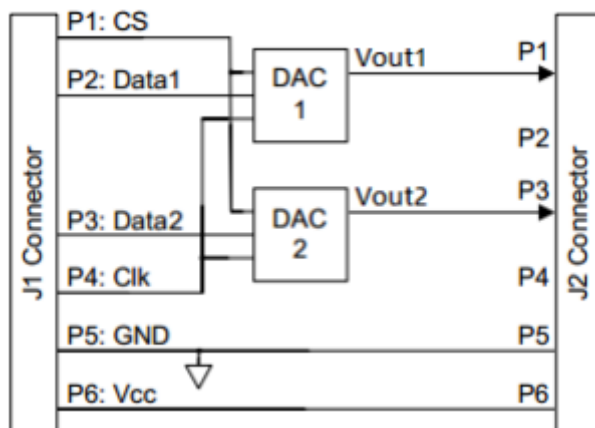 J1 Connector
P1: CS
P2: Data1
P3: Data2
P4: Clk
P5: GND
P6: Vcc
DAC
1
DAC
2
Vout1
Vout2
P1
P2
P3
P4
P5
P6
J2 Connector